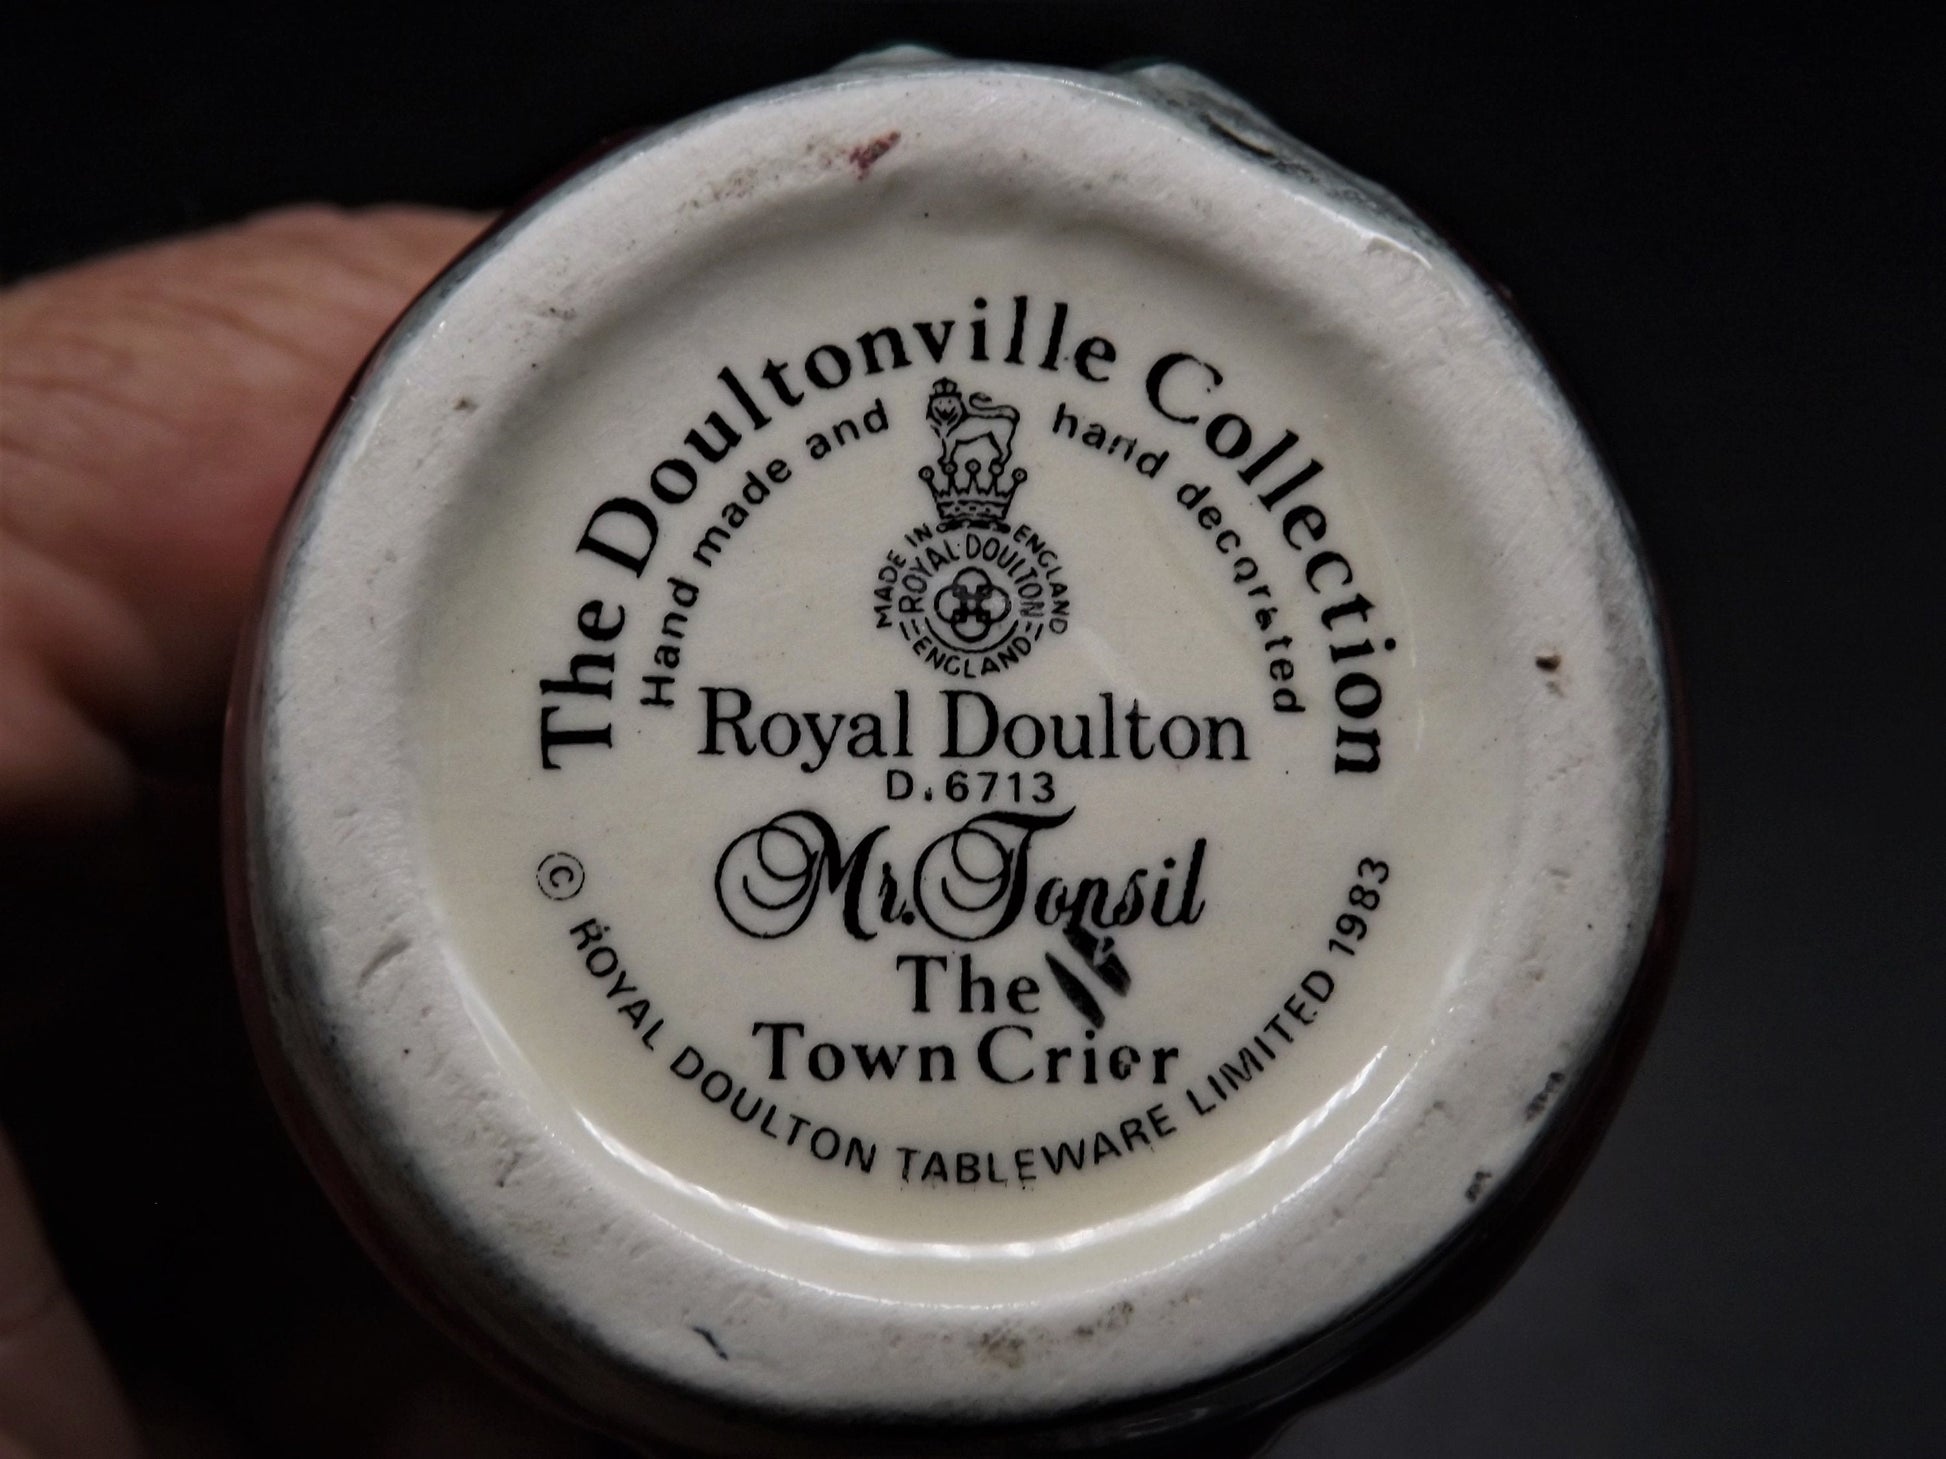 The Doultonville Collection
Hand made and hand decorated
MADE IN ENGLAND
ROYAL·DOULTON
ENGLAND
Royal Doulton
D.6713
Mr. Tonsil
The
Town Crier
© ROYAL DOULTON TABLEWARE LIMITED 1983